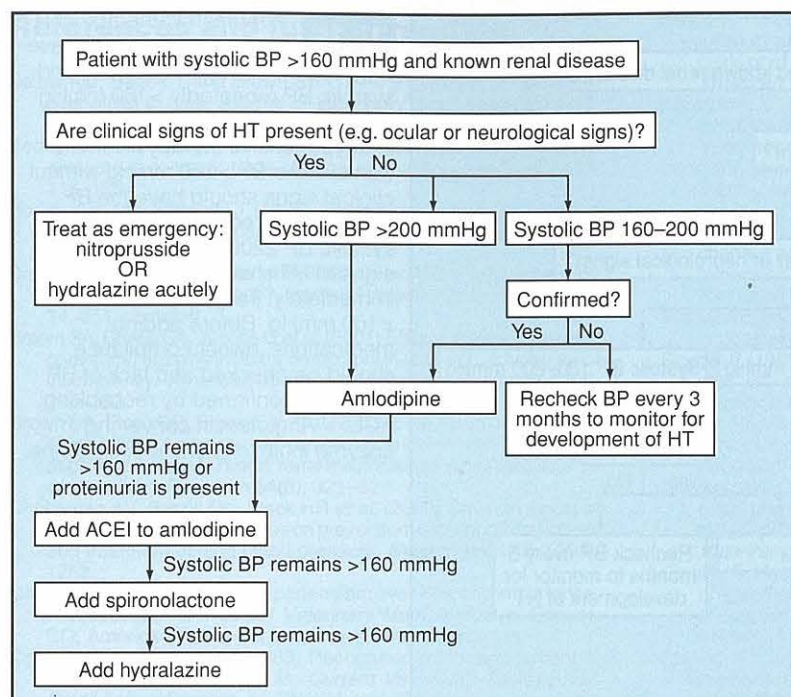 Patient with systolic BP >160 mmHg and known renal disease
Are clinical signs of HT present (e.g. ocular or neurological signs)?
Yes
No
Treat as emergency:
nitroprusside
OR
hydralazine acutely
Systolic BP >200 mmHg
Systolic BP 160–200 mmHg
Confirmed?
Yes
No
Amlodipine
Recheck BP every 3
months to monitor for
development of HT
Systolic BP remains
>160 mmHg or
proteinuria is present
Add ACEI to amlodipine
Systolic BP remains >160 mmHg
Add spironolactone
Systolic BP remains >160 mmHg
Add hydralazine